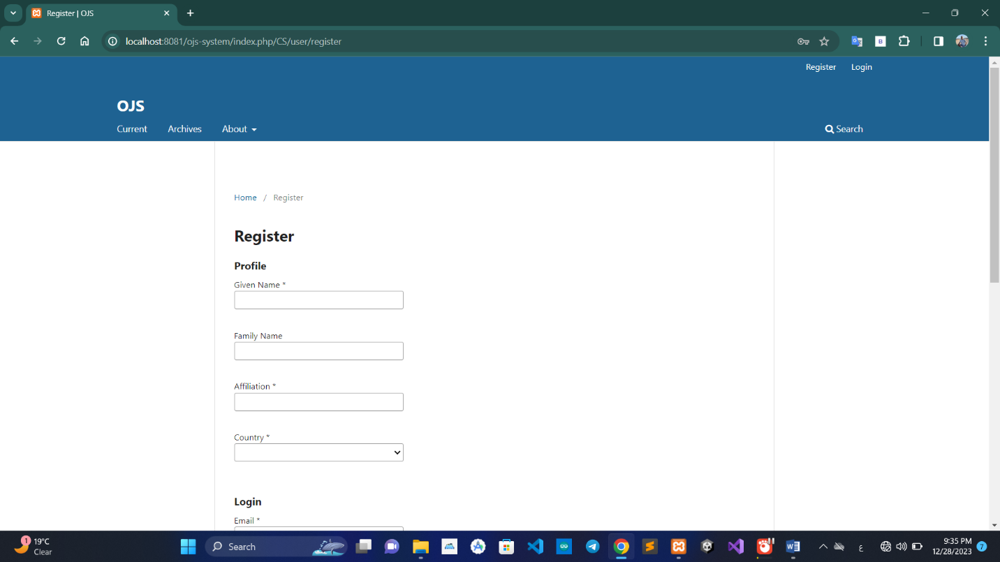 Register | OJS
localhost:8081/ojs-system/index.php/CS/user/register
Register Login
OJS
Current Archives About Search
Home / Register
Register
Profile
Given Name *
Family Name
Affiliation *
Country *
Login
Email *
1 19°C
Clear
Search
ع
9:35 PM
12/28/2023
7